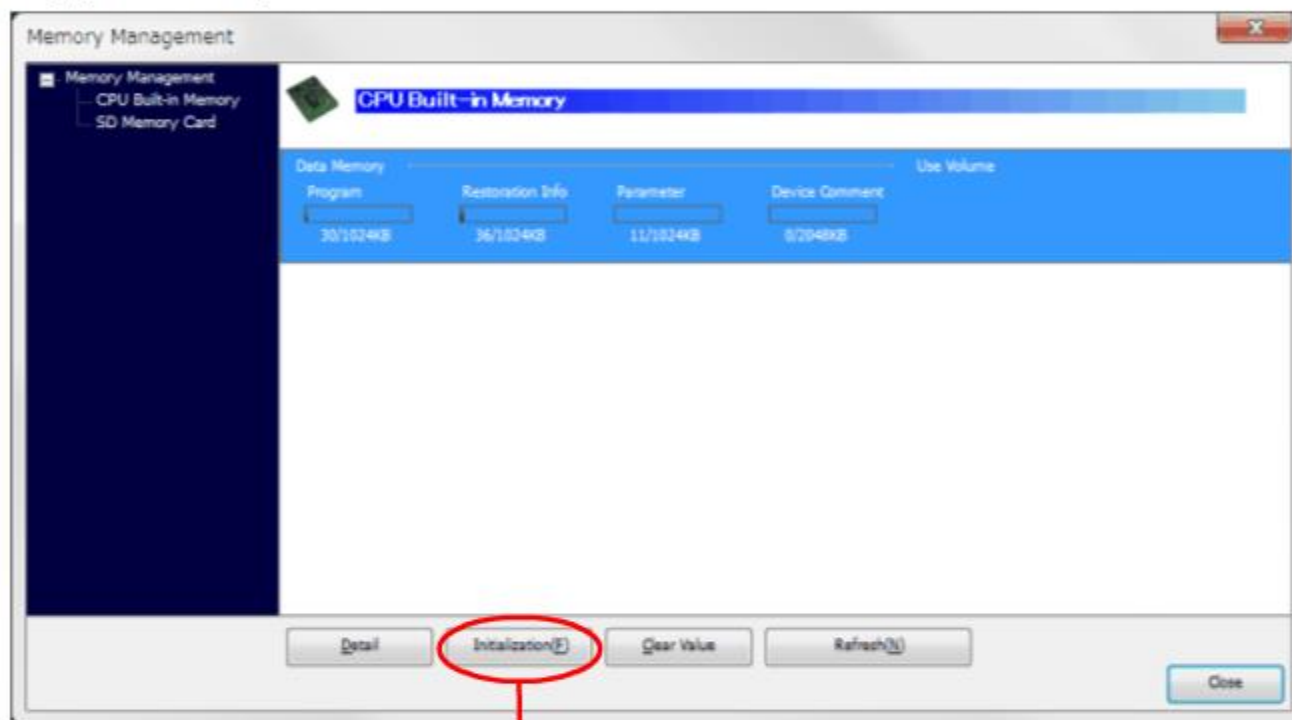 Memory Management
Memory Management
CPU Built-in Memory
SD Memory Card
CPU Built-in Memory
Data Memory
Use Volume
Program
Restoration Info
Parameter
Device Comment
30/1024KB
36/1024KB
11/1024KB
0/2048KB
Detail
Initialization(F)
Clear Value
Refresh(N)
Close